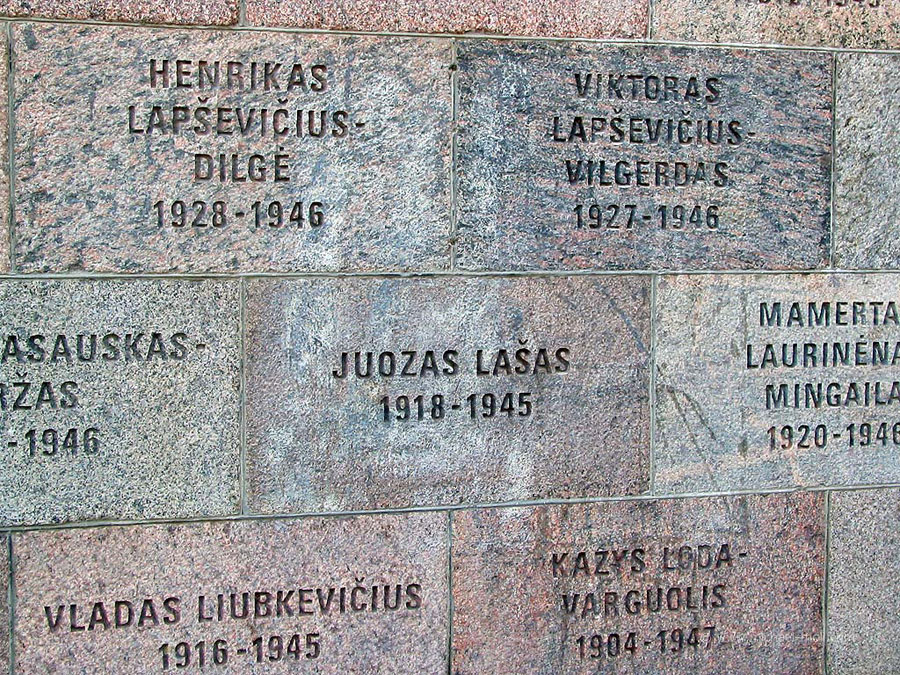 HENRIKAS
LAPŠEVIČIUS-
DILGĖ
1928-1946
VIKTORAS
LAPŠEVIČIUS-
VILGERDAS
1927-1946
ASAUSKAS-
RŽAS
-1946
JUOZAS LAŠAS
1918-1945
MAMERTA
LAURINĖNA
MINGAILA
1920-1946
VLADAS LIUBKEVIČIUS
1916-1945
KAZYS LODA-
VARGUOLIS
1904-1947